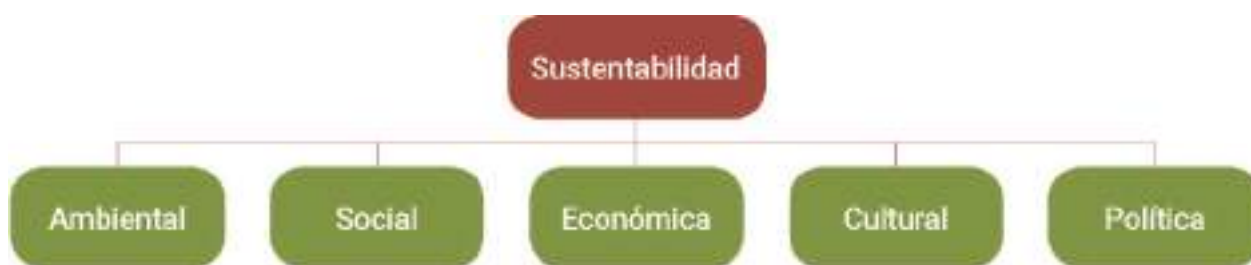 Sustentabilidad
Ambiental
Social
Económica
Cultural
Política